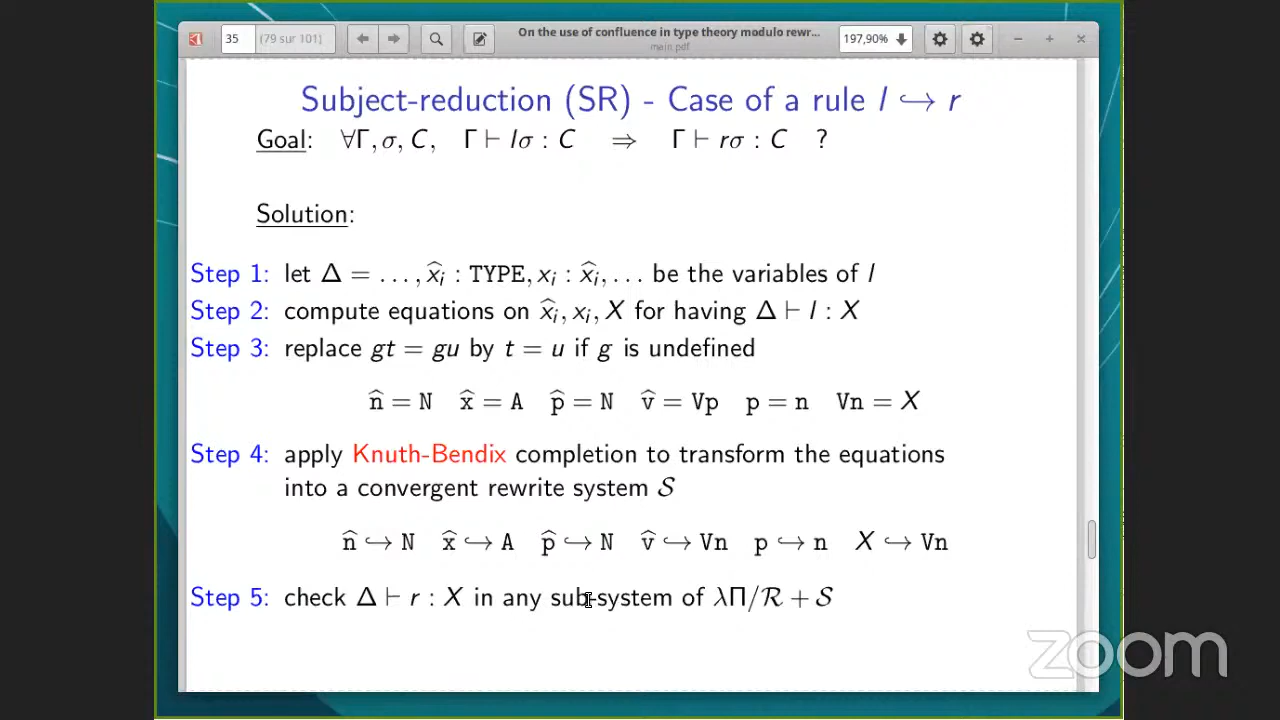 35 (79 sur 101) On the use of confluence in type theory modulo rewr... 197,90%
main.pdf
Subject-reduction (SR) - Case of a rule l ↪ r
Goal: ∀Γ, σ, C, Γ ⊢ lσ : C ⇒ Γ ⊢ rσ : C ?
Solution:
Step 1: let Δ = ..., x̂ᵢ : TYPE, xᵢ : x̂ᵢ, ... be the variables of l
Step 2: compute equations on x̂ᵢ, xᵢ, X for having Δ ⊢ l : X
Step 3: replace gt = gu by t = u if g is undefined
n̂ = N x̂ = A p̂ = N v̂ = Vp p = n Vn = X
Step 4: apply Knuth-Bendix completion to transform the equations
into a convergent rewrite system 𝒮
n̂ ↪ N x̂ ↪ A p̂ ↪ N v̂ ↪ Vn p ↪ n X ↪ Vn
Step 5: check Δ ⊢ r : X in any sub-system of λΠ/ℛ + 𝒮
zoom